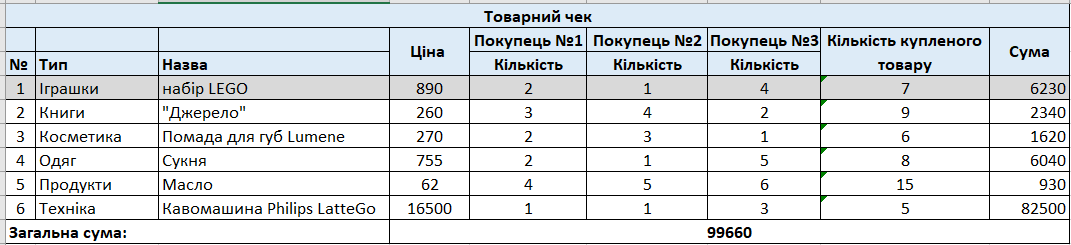 Товарний чек
№ Тип Назва Ціна Покупець №1 Покупець №2 Покупець №3 Кількість купленого товару Сума
Кількість Кількість Кількість
1 Іграшки набір LEGO 890 2 1 4 7 6230
2 Книги "Джерело" 260 3 4 2 9 2340
3 Косметика Помада для губ Lumene 270 2 3 1 6 1620
4 Одяг Сукня 755 2 1 5 8 6040
5 Продукти Масло 62 4 5 6 15 930
6 Техніка Кавомашина Philips LatteGo 16500 1 1 3 5 82500
Загальна сума: 99660